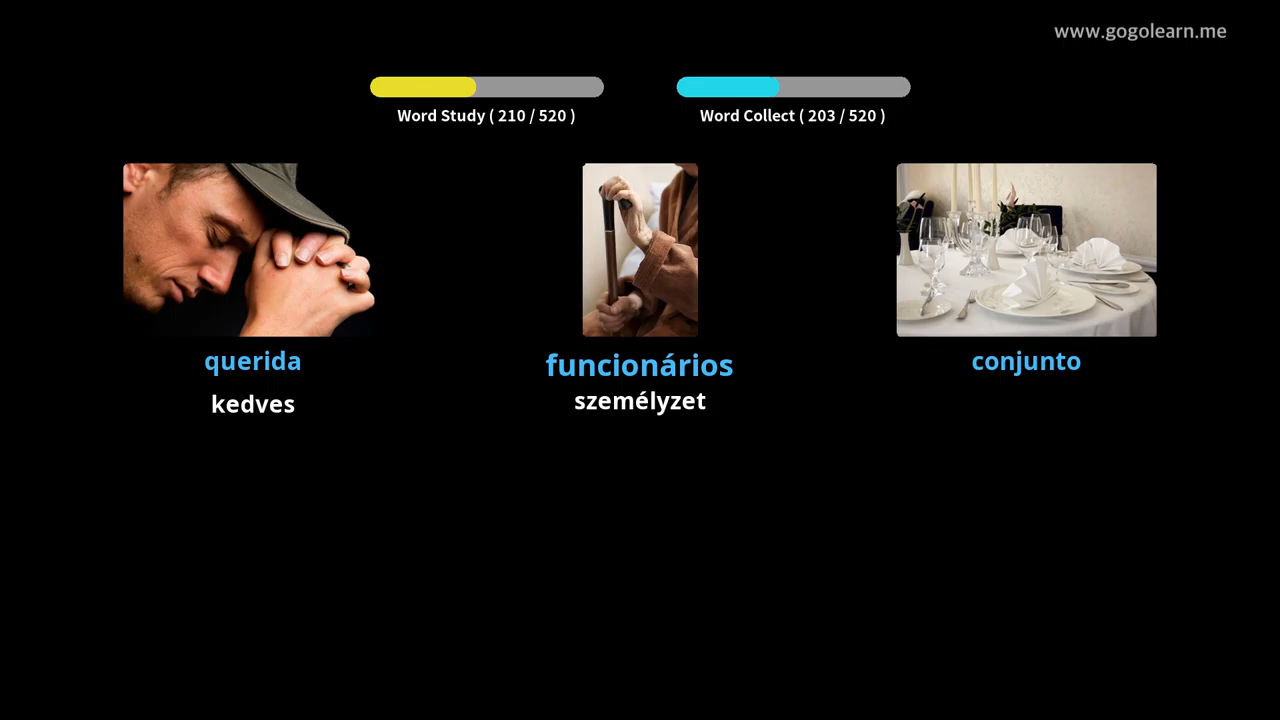 www.gogolearn.me
Word Study ( 210 / 520 )
Word Collect ( 203 / 520 )
querida
funcionários
conjunto
kedves
személyzet